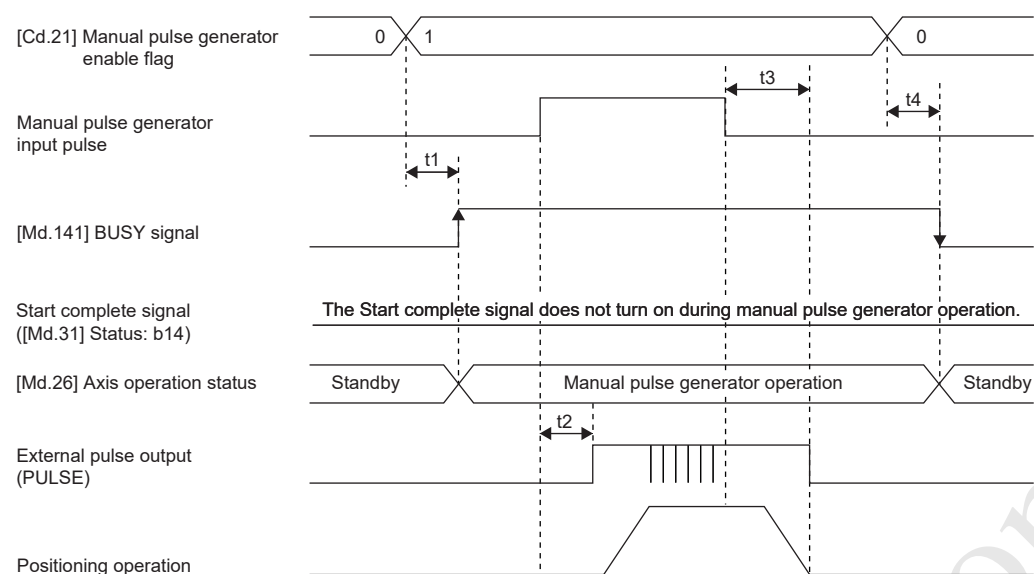 [Cd.21] Manual pulse generator
enable flag
0
1
0
t3
t4
Manual pulse generator
input pulse
t1
[Md.141] BUSY signal
Start complete signal
([Md.31] Status: b14)
The Start complete signal does not turn on during manual pulse generator operation.
[Md.26] Axis operation status
Standby
Manual pulse generator operation
Standby
t2
External pulse output
(PULSE)
Positioning operation